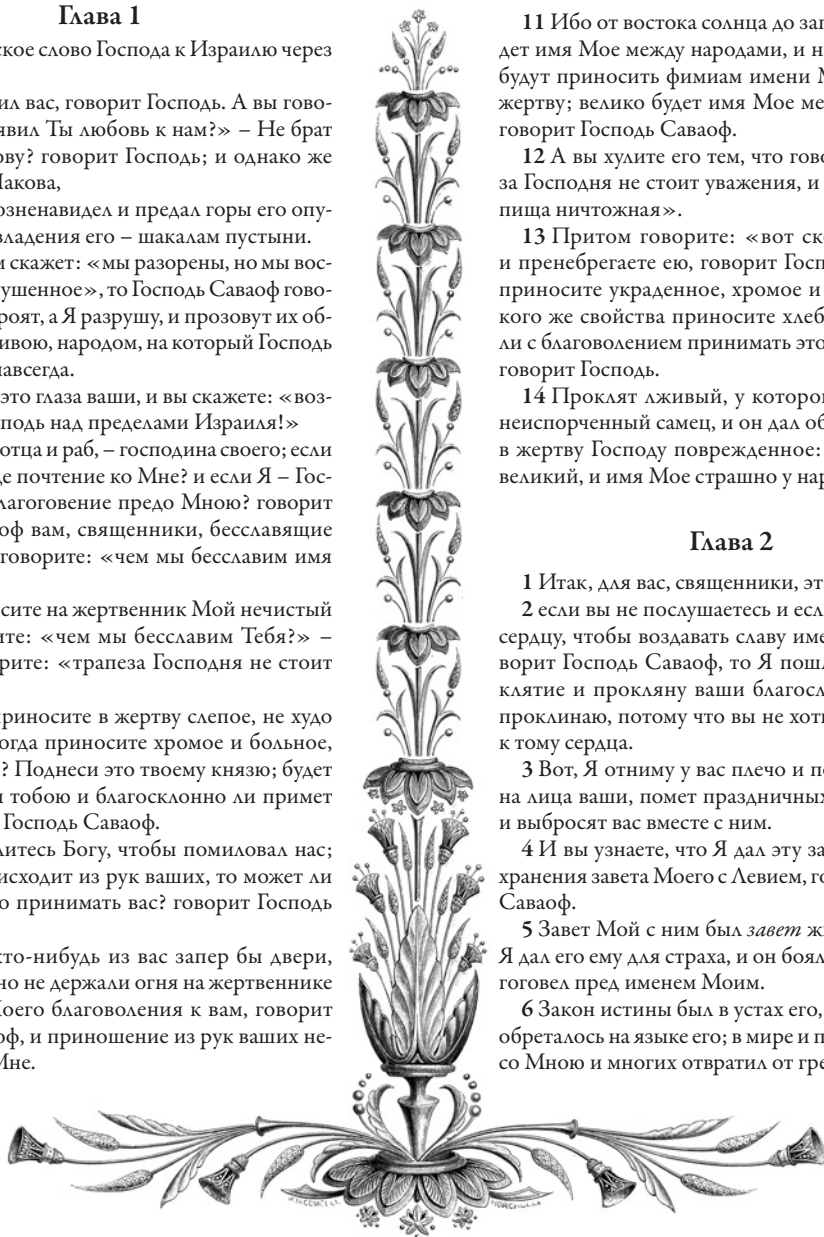 Глава 1
ское слово Господа к Израилю через
ил вас, говорит Господь. А вы гово-
явил Ты любовь к нам?» – Не брат
ову? говорит Господь; и однако же
Иакова,
озненавидел и предал горы его опу-
владения его – шакалам пустыни.
м скажет: «мы разорены, но мы вос-
ушенное», то Господь Саваоф гово-
роят, а Я разрушу, и прозовут их об-
ивою, народом, на который Господь
навсегда.
это глаза ваши, и вы скажете: «воз-
сподь над пределами Израиля!»
отца и раб, – господина своего; если
де почтение ко Мне? и если Я – Гос-
лагоговение предо Мною? говорит
оф вам, священники, бесславящие
говорите: «чем мы бесславим имя
сите на жертвенник Мой нечистый
ите: «чем мы бесславим Тебя?» –
орите: «трапеза Господня не стоит
приносите в жертву слепое, не худо
огда приносите хромое и больное,
? Поднеси это твоему князю; будет
и тобою и благосклонно ли примет
Господь Саваоф.
литесь Богу, чтобы помиловал нас;
исходит из рук ваших, то может ли
о принимать вас? говорит Господь
кто-нибудь из вас запер бы двери,
но не держали огня на жертвеннике
Моего благоволения к вам, говорит
оф, и приношение из рук ваших не-
Мне.
11 Ибо от востока солнца до зап
дет имя Мое между народами, и н
будут приносить фимиам имени М
жертву; велико будет имя Мое ме
говорит Господь Саваоф.
12 А вы хулите его тем, что гово
за Господня не стоит уважения, и
пища ничтожная».
13 Притом говорите: «вот ск
и пренебрегаете ею, говорит Госп
приносите украденное, хромое и
кого же свойства приносите хлеб
ли с благоволением принимать это
говорит Господь.
14 Проклят лживый, у которо
неиспорченный самец, и он дал об
в жертву Господу поврежденное:
великий, и имя Мое страшно у нар
Глава 2
1 Итак, для вас, священники, эт
2 если вы не послушаетесь и есл
сердцу, чтобы воздавать славу име
ворит Господь Саваоф, то Я пошл
клятие и прокляну ваши благосл
проклинаю, потому что вы не хоти
к тому сердца.
3 Вот, Я отниму у вас плечо и по
на лица ваши, помет праздничных
и выбросят вас вместе с ним.
4 И вы узнаете, что Я дал эту за
хранения завета Моего с Левием, го
Саваоф.
5 Завет Мой с ним был завет ж
Я дал его ему для страха, и он боял
гоговел пред именем Моим.
6 Закон истины был в устах его,
обреталось на языке его; в мире и п
со Мною и многих отвратил от гре